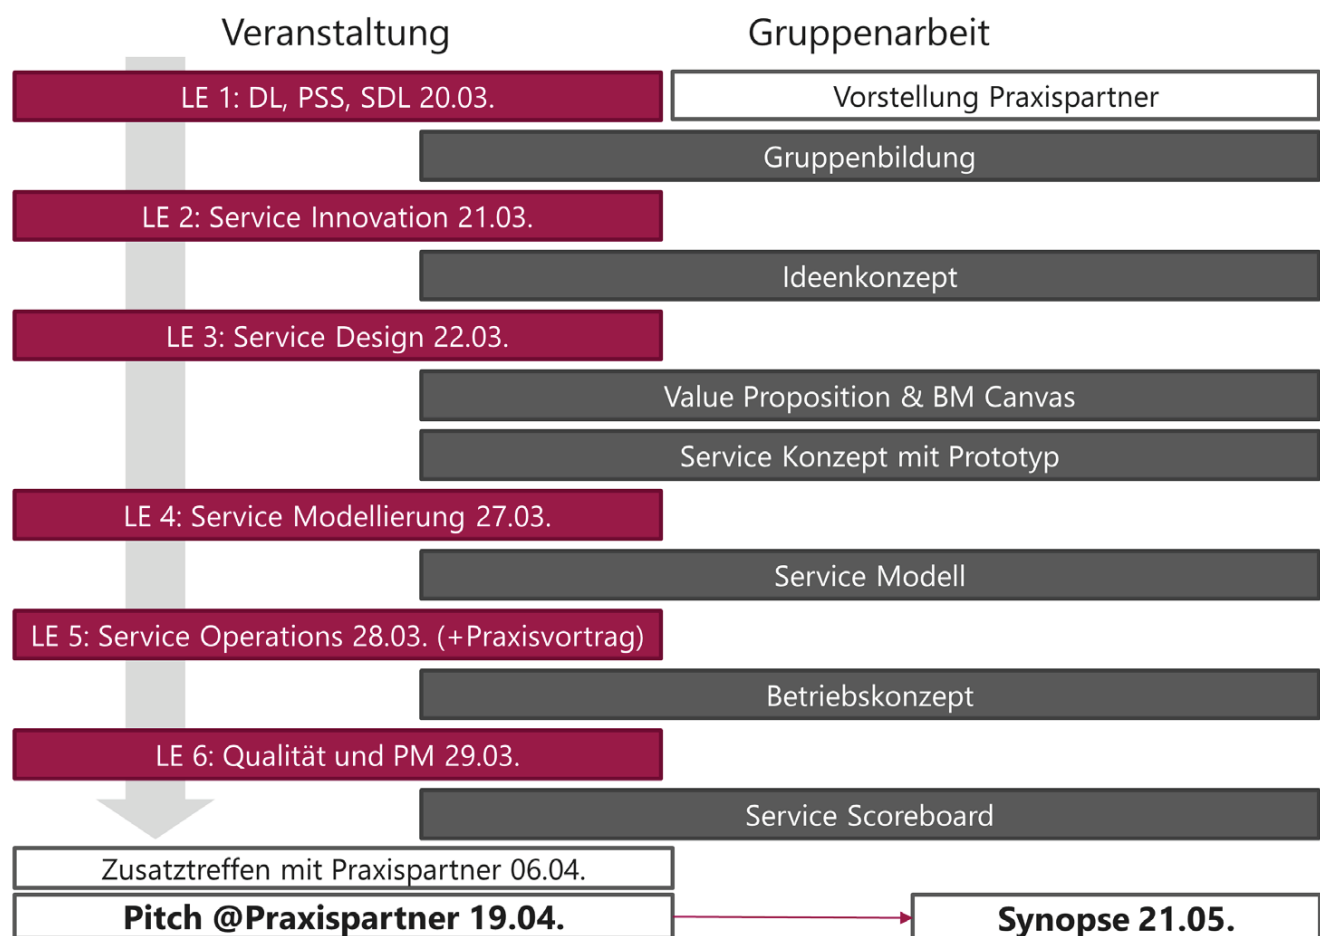 Veranstaltung
Gruppenarbeit
LE 1: DL, PSS, SDL 20.03.
Vorstellung Praxispartner
Gruppenbildung
LE 2: Service Innovation 21.03.
Ideenkonzept
LE 3: Service Design 22.03.
Value Proposition & BM Canvas
Service Konzept mit Prototyp
LE 4: Service Modellierung 27.03.
Service Modell
LE 5: Service Operations 28.03. (+Praxisvortrag)
Betriebskonzept
LE 6: Qualität und PM 29.03.
Service Scoreboard
Zusatztreffen mit Praxispartner 06.04.
Pitch @Praxispartner 19.04.
Synopse 21.05.